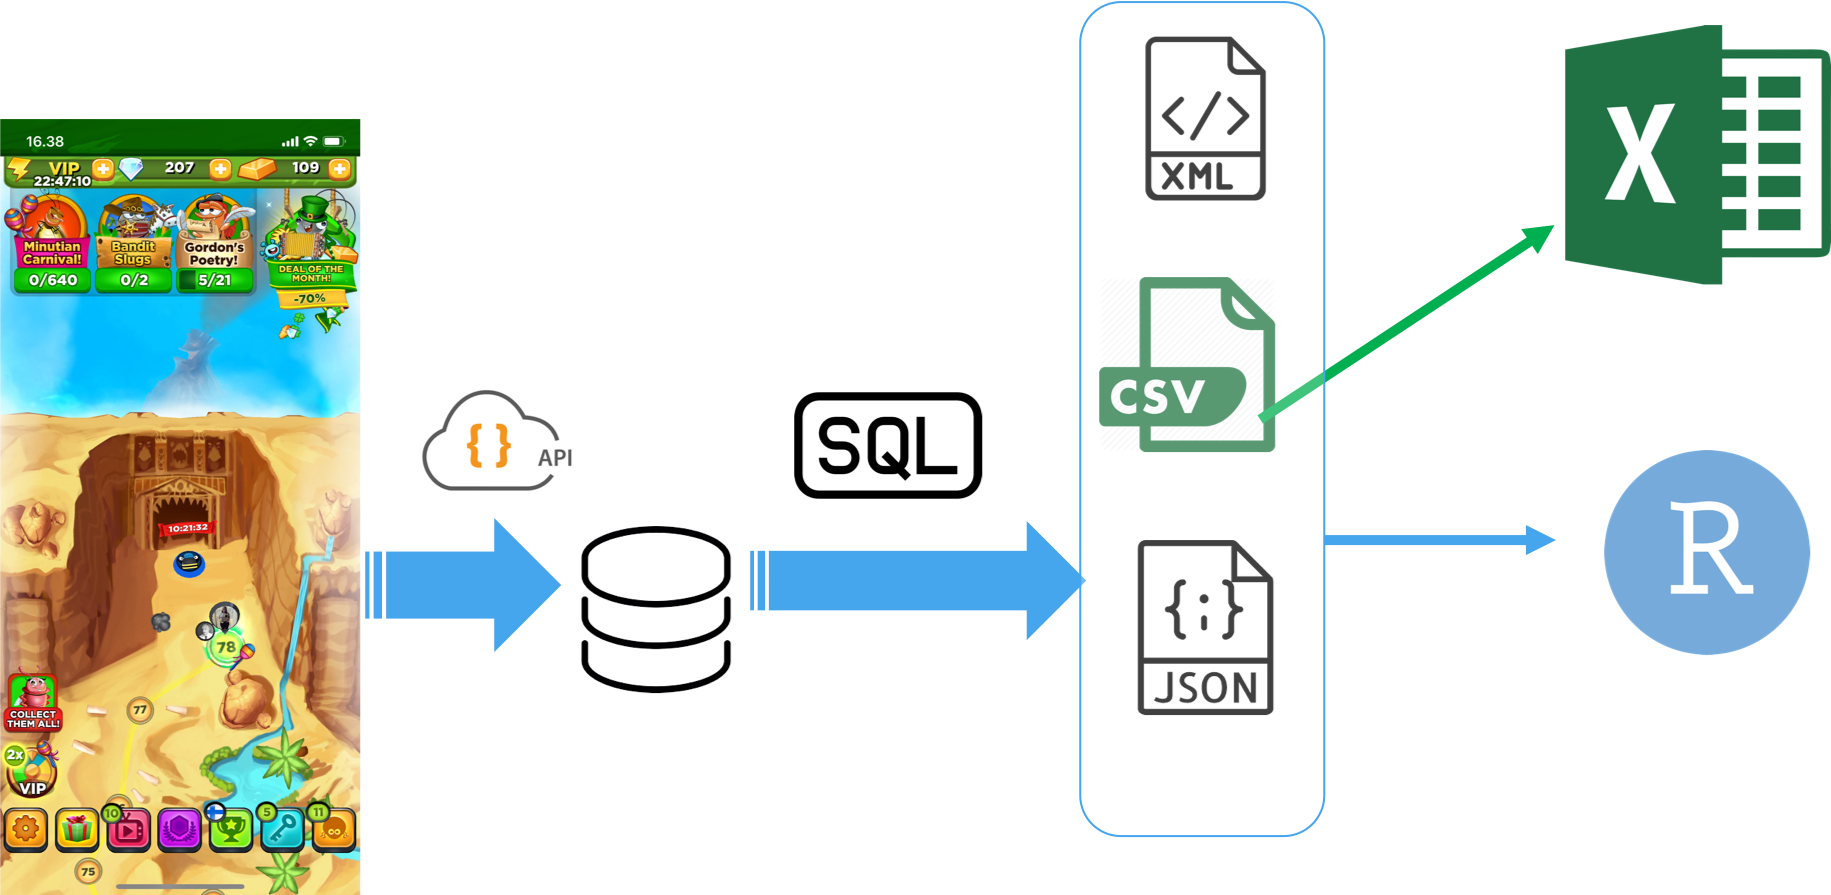 16.38
VIP
22:47:10
207
109
Minutian
Carnival!
0/640
Bandit
Slugs
0/2
Gordon's
Poetry!
5/21
DEAL OF THE
MONTH!
-70%
10:21:32
78
77
COLLECT
THEM ALL!
2x
VIP
10
5
11
75
{ } API
SQL
</>
XML
CSV
{;}
JSON
X
R